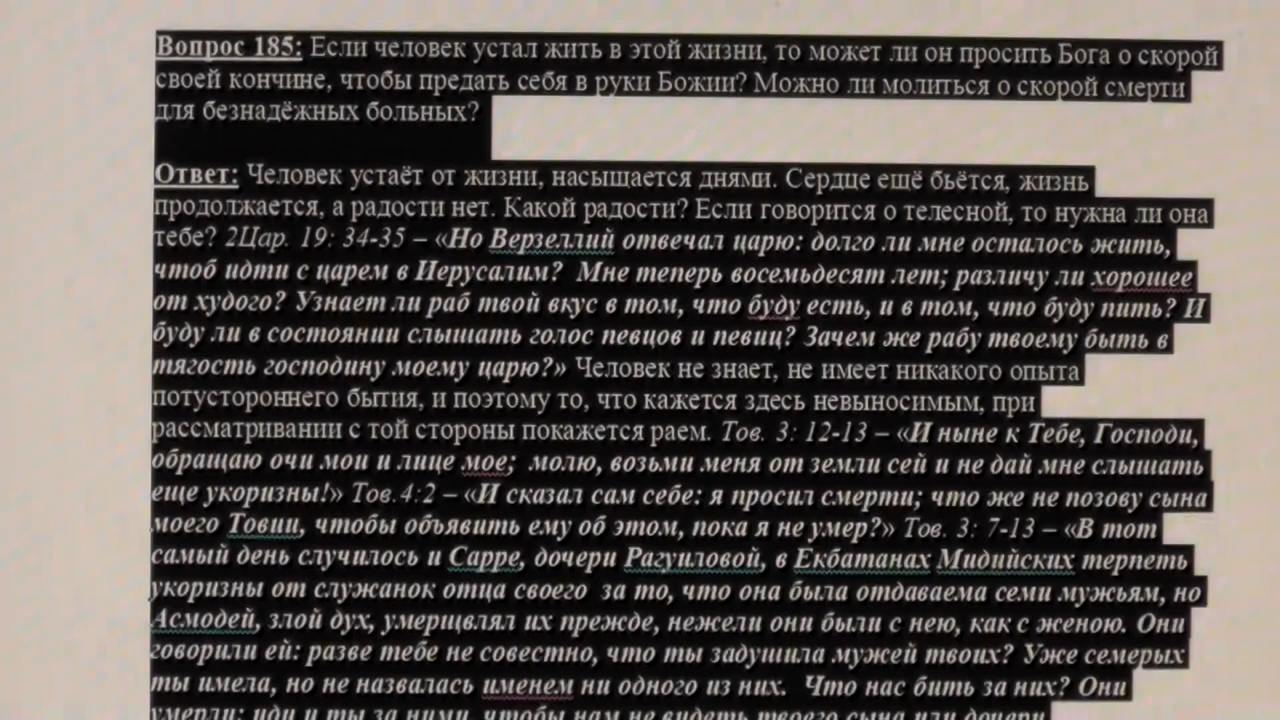 Вопрос 185: Если человек устал жить в этой жизни, то может ли он просить Бога о скорой
своей кончине, чтобы предать себя в руки Божии? Можно ли молиться о скорой смерти
для безнадёжных больных?
Ответ: Человек устаёт от жизни, насыщается днями. Сердце ещё бьётся, жизнь
продолжается, а радости нет. Какой радости? Если говорится о телесной, то нужна ли она
тебе? 2Цар. 19: 34-35 – «Но Верзеллий отвечал царю: долго ли мне осталось жить,
чтоб идти с царем в Иерусалим? Мне теперь восемьдесят лет; различу ли хорошее
от худого? Узнает ли раб твой вкус в том, что буду есть, и в том, что буду пить? И
буду ли в состоянии слышать голос певцов и певиц? Зачем же рабу твоему быть в
тягость господину моему царю?» Человек не знает, не имеет никакого опыта
потустороннего бытия, и поэтому то, что кажется здесь невыносимым, при
рассматривании с той стороны покажется раем. Тов. 3: 12-13 – «И ныне к Тебе, Господи,
обращаю очи мои и лице мое; молю, возьми меня от земли сей и не дай мне слышать
еще укоризны!» Тов.4:2 – «И сказал сам себе: я просил смерти; что же не позову сына
моего Товии, чтобы объявить ему об этом, пока я не умер?» Тов. 3: 7-13 – «В тот
самый день случилось и Сарре, дочери Рагуиловой, в Екбатанах Мидийских терпеть
укоризны от служанок отца своего за то, что она была отдаваема семи мужьям, но
Асмодей, злой дух, умерщвлял их прежде, нежели они были с нею, как с женою. Они
говорили ей: разве тебе не совестно, что ты задушила мужей твоих? Уже семерых
ты имела, но не назвалась именем ни одного из них. Что нас бить за них? Они
умерли: иди и ты за ними, чтобы нам не видеть твоего сына или дочери